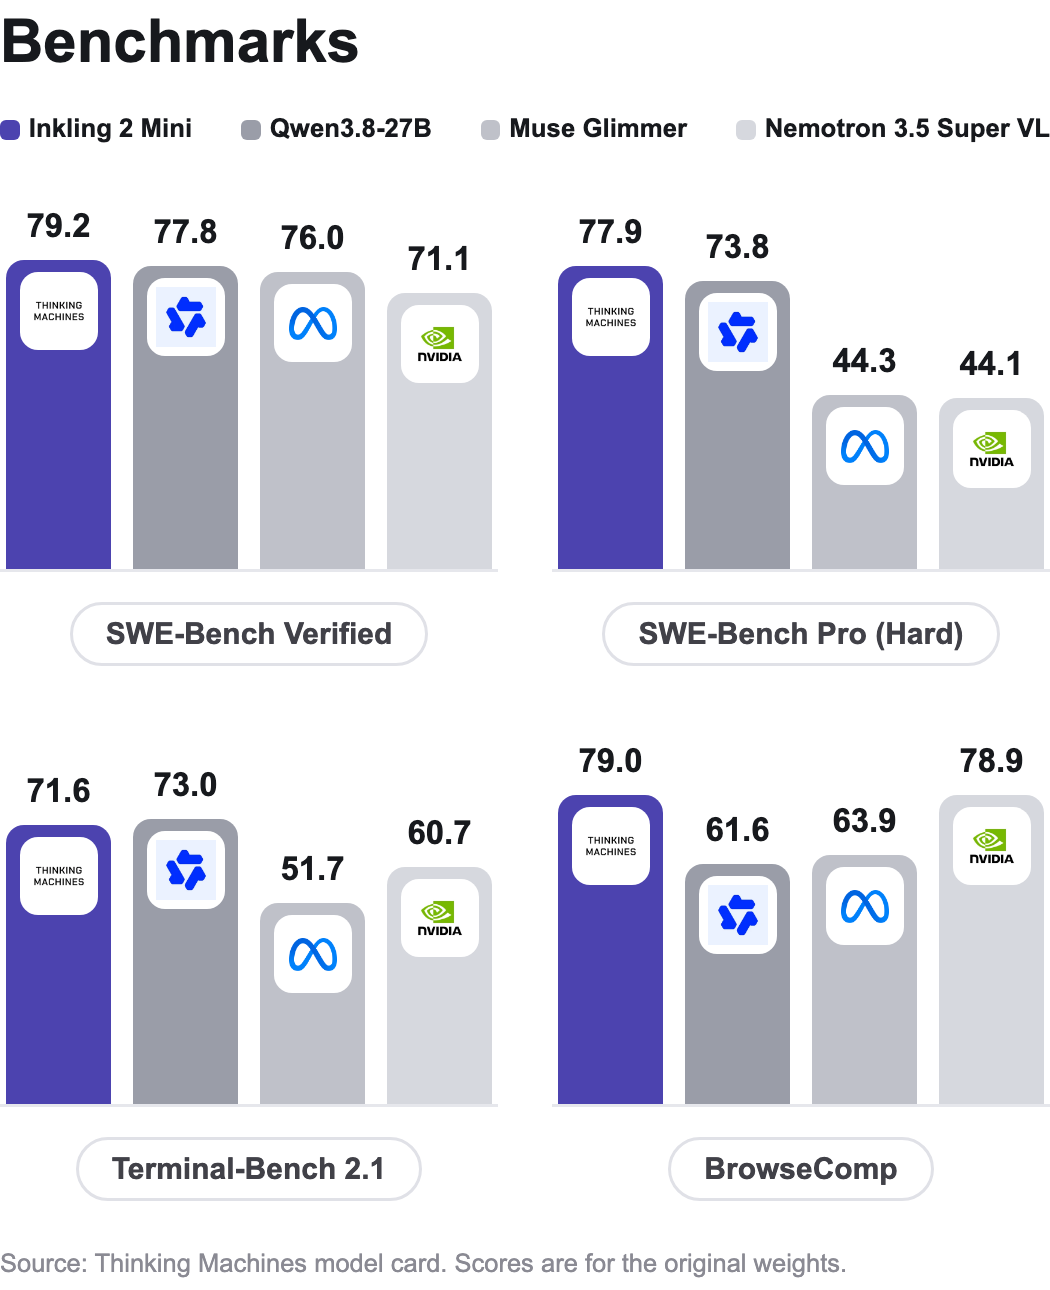 Benchmarks
Inkling 2 Mini
Qwen3.8-27B
Muse Glimmer
Nemotron 3.5 Super VL
79.2
77.8
76.0
71.1
THINKING
MACHINES
NVIDIA
SWE-Bench Verified
77.9
73.8
44.3
44.1
THINKING
MACHINES
NVIDIA
SWE-Bench Pro (Hard)
71.6
73.0
51.7
60.7
THINKING
MACHINES
NVIDIA
Terminal-Bench 2.1
79.0
61.6
63.9
78.9
THINKING
MACHINES
NVIDIA
BrowseComp
Source: Thinking Machines model card. Scores are for the original weights.